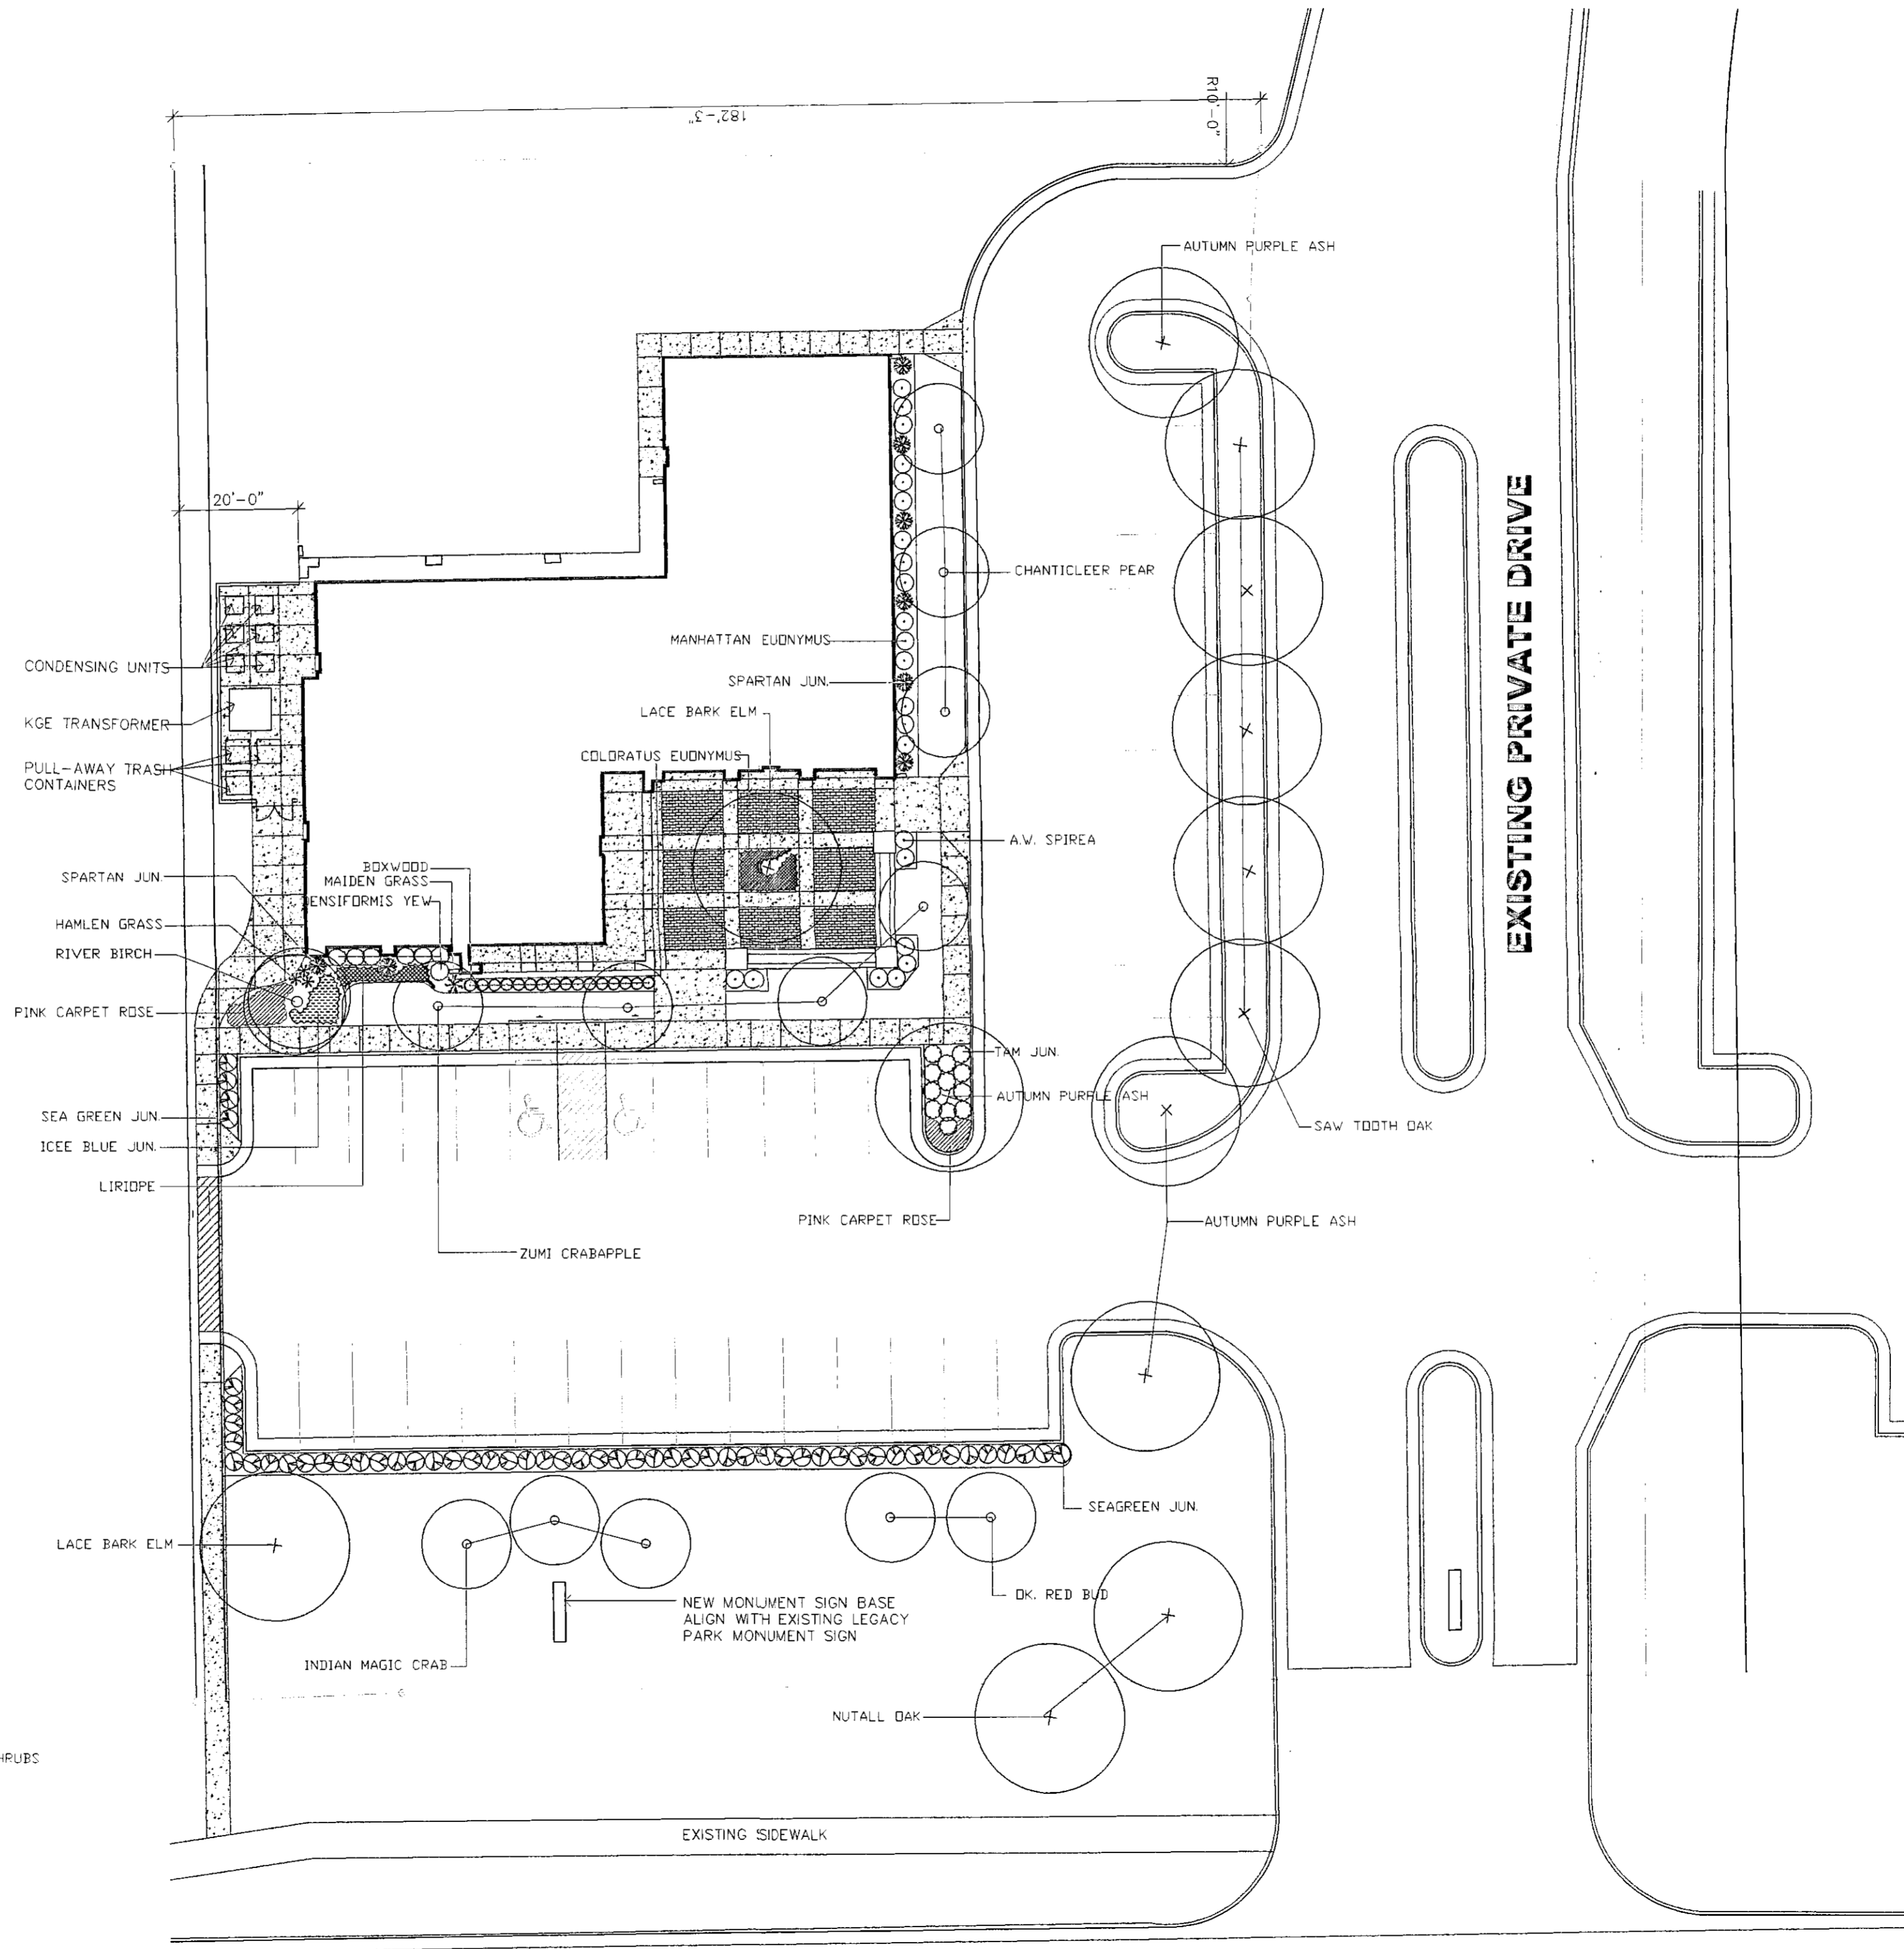 182'-3"
R10'-0"
AUTUMN PURPLE ASH
20'-0"
CHANTICLEER PEAR
MANHATTAN EUONYMUS
CONDENSING UNITS
SPARTAN JUN.
LACE BARK ELM
KGE TRANSFORMER
COLORATUS EUONYMUS
PULL-AWAY TRASH
CONTAINERS
EXISTING PRIVATE DRIVE
A.W. SPIREA
BOXWOOD
MAIDEN GRASS
SPARTAN JUN.
ENSIFORMIS YEW
HAMLEN GRASS
RIVER BIRCH
PINK CARPET ROSE
TAM JUN.
AUTUMN PURPLE ASH
SEA GREEN JUN.
SAW TOOTH OAK
ICEE BLUE JUN.
LIRIOPE
PINK CARPET ROSE
AUTUMN PURPLE ASH
ZUMI CRABAPPLE
SEAGREEN JUN.
LACE BARK ELM
OK. RED BUD
NEW MONUMENT SIGN BASE
ALIGN WITH EXISTING LEGACY
PARK MONUMENT SIGN
INDIAN MAGIC CRAB
NUTALL OAK
HRUBS
EXISTING SIDEWALK